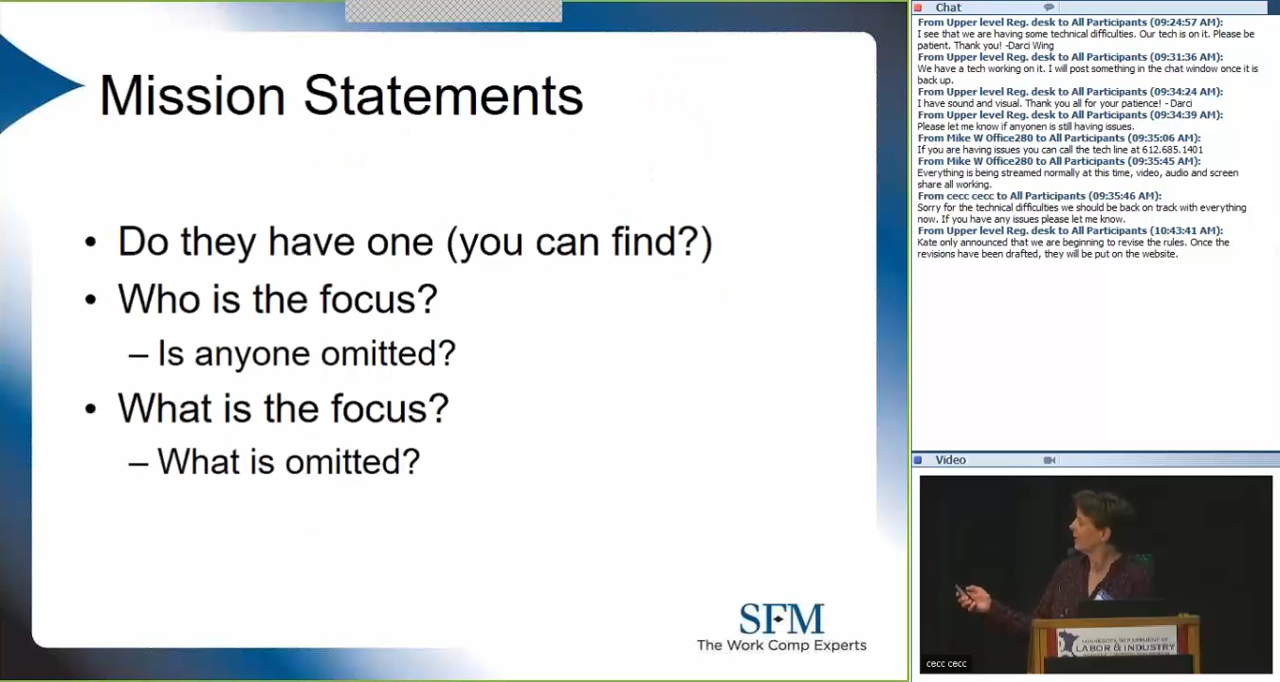 Mission Statements
• Do they have one (you can find?)
• Who is the focus?
– Is anyone omitted?
• What is the focus?
– What is omitted?
SFM
The Work Comp Experts
Chat
From Upper level Reg. desk to All Participants (09:24:57 AM):
I see that we are having some technical difficulties. Our tech is on it. Please be
patient. Thank you! -Darci Wing
From Upper level Reg. desk to All Participants (09:31:36 AM):
We have a tech working on it. I will post something in the chat window once it is
back up.
From Upper level Reg. desk to All Participants (09:34:24 AM):
I have sound and visual. Thank you all for your patience! - Darci
From Upper level Reg. desk to All Participants (09:34:39 AM):
Please let me know if anyonen is still having issues.
From Mike W Office280 to All Participants (09:35:06 AM):
If you are having issues you can call the tech line at 612.685.1401
From Mike W Office280 to All Participants (09:35:45 AM):
Everything is being streamed normally at this time, video, audio and screen
share all working.
From cecc cecc to All Participants (09:35:46 AM):
Sorry for the technical difficulties we should be back on track with everything
now. If you have any issues please let me know.
From Upper level Reg. desk to All Participants (10:43:41 AM):
Kate only announced that we are beginning to revise the rules. Once the
revisions have been drafted, they will be put on the website.
Video
MINNESOTA DEPARTMENT OF
LABOR & INDUSTRY
cecc cecc